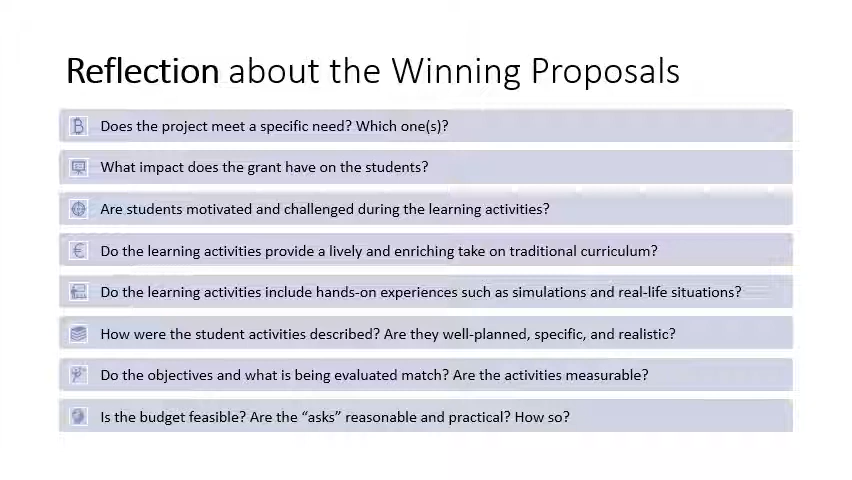 Reflection about the Winning Proposals
Does the project meet a specific need? Which one(s)?
What impact does the grant have on the students?
Are students motivated and challenged during the learning activities?
Do the learning activities provide a lively and enriching take on traditional curriculum?
Do the learning activities include hands-on experiences such as simulations and real-life situations?
How were the student activities described? Are they well-planned, specific, and realistic?
Do the objectives and what is being evaluated match? Are the activities measurable?
Is the budget feasible? Are the “asks” reasonable and practical? How so?